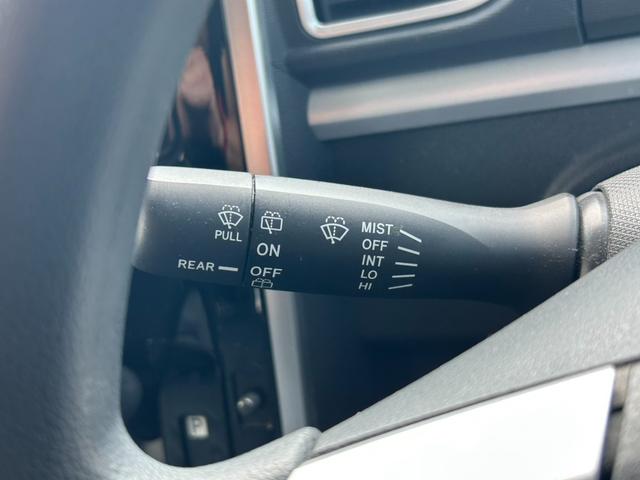 PULL
REAR
ON
OFF
MIST
OFF
INT
LO
HI
P